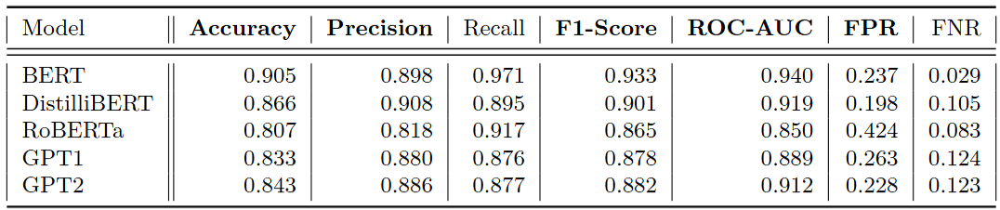 Model Accuracy Precision Recall F1-Score ROC-AUC FPR FNR
BERT 0.905 0.898 0.971 0.933 0.940 0.237 0.029
DistilliBERT 0.866 0.908 0.895 0.901 0.919 0.198 0.105
RoBERTa 0.807 0.818 0.917 0.865 0.850 0.424 0.083
GPT1 0.833 0.880 0.876 0.878 0.889 0.263 0.124
GPT2 0.843 0.886 0.877 0.882 0.912 0.228 0.123